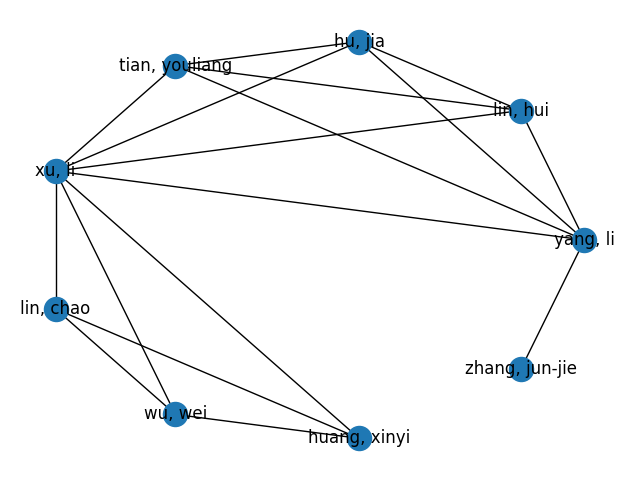 hu, jia
tian, youliang
lin, hui
xu, li
yang, li
lin, chao
zhang, jun-jie
wu, wei
huang, xinyi